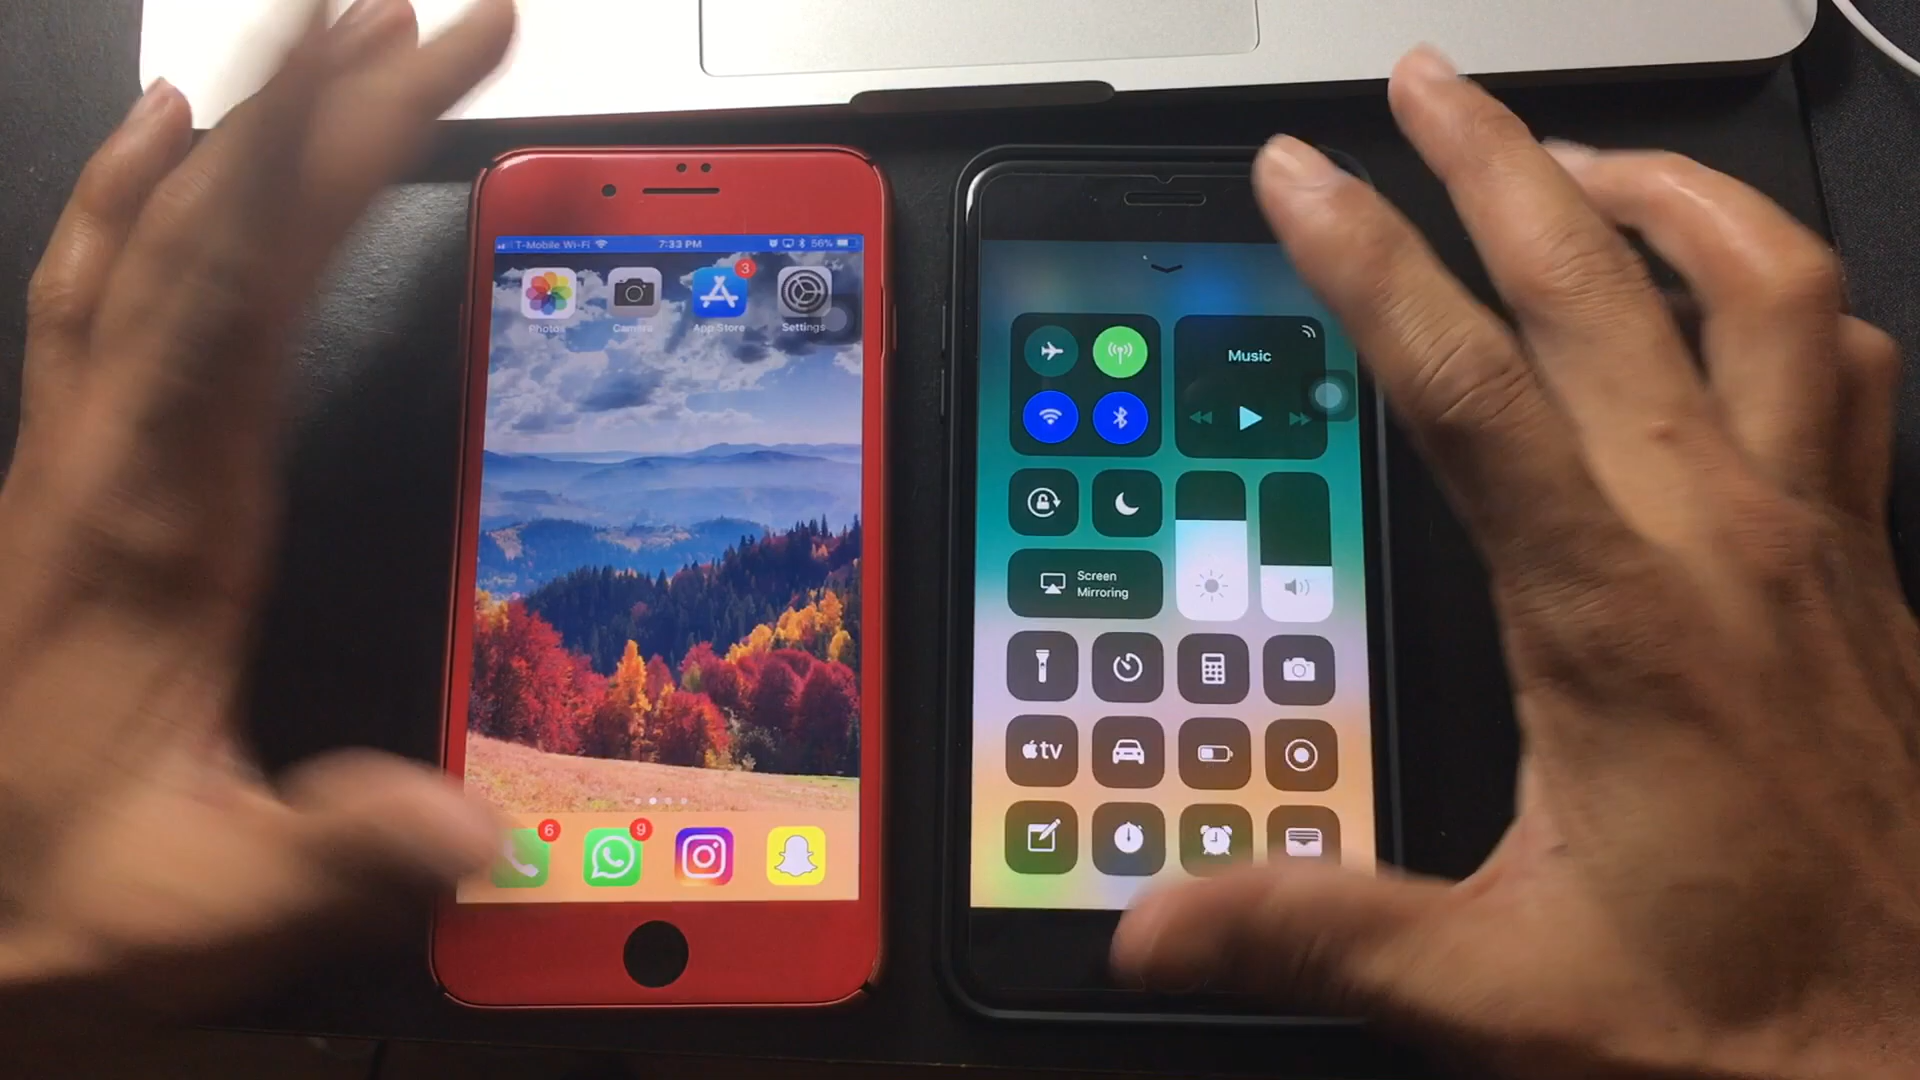 T-Mobile Wi-Fi 7:33 PM 56%
3
Photos Camera App Store Settings
6 9
Music
Screen
Mirroring
tv